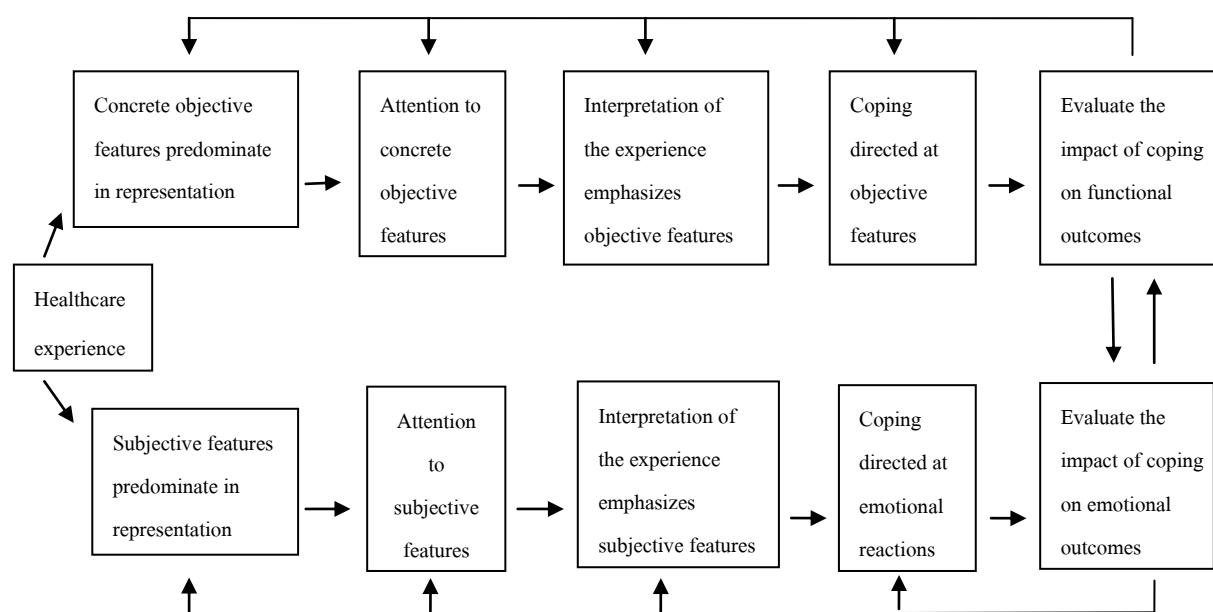 Concrete objective
features predominate
in representation
Attention to
concrete
objective
features
Interpretation of
the experience
emphasizes
objective features
Coping
directed at
objective
features
Evaluate the
impact of coping
on functional
outcomes
Healthcare
experience
Subjective features
predominate in
representation
Attention
to
subjective
features
Interpretation of
the experience
emphasizes
subjective features
Coping
directed at
emotional
reactions
Evaluate the
impact of coping
on emotional
outcomes